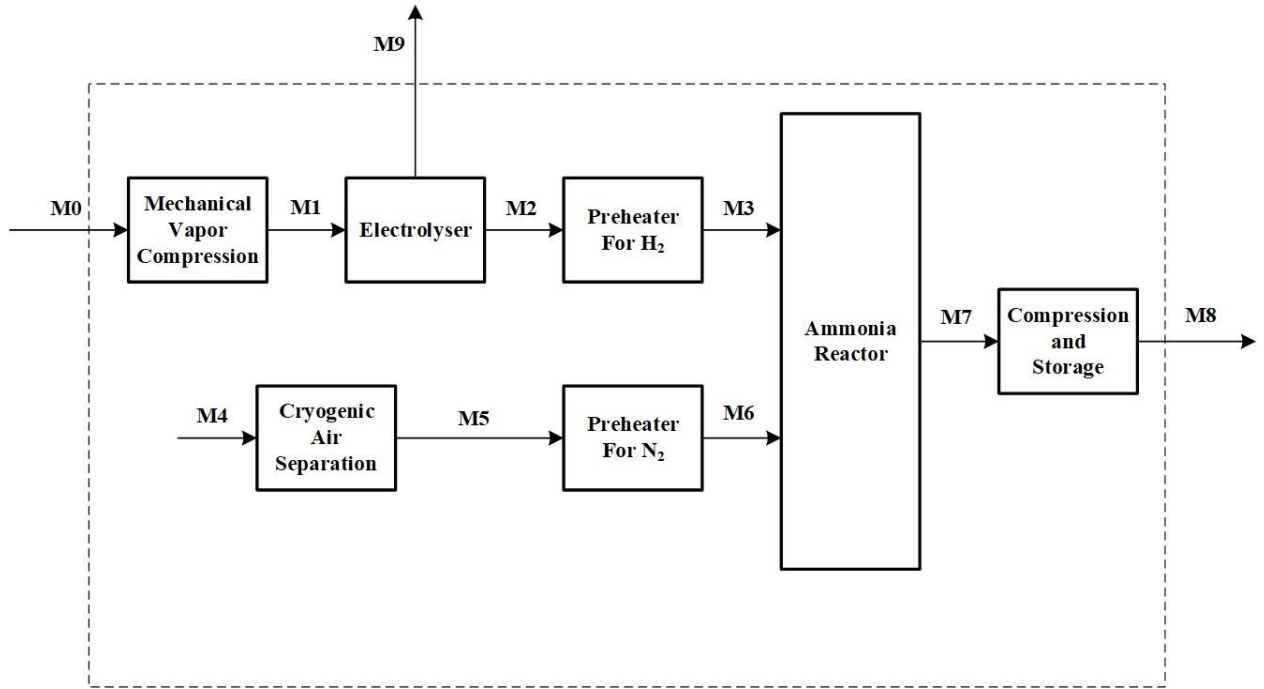 M9
M0
Mechanical
Vapor
Compression
M1
Electrolyser
M2
Preheater
For H₂
M3
Ammonia
Reactor
M7
Compression
and
Storage
M8
M4
Cryogenic
Air
Separation
M5
Preheater
For N₂
M6